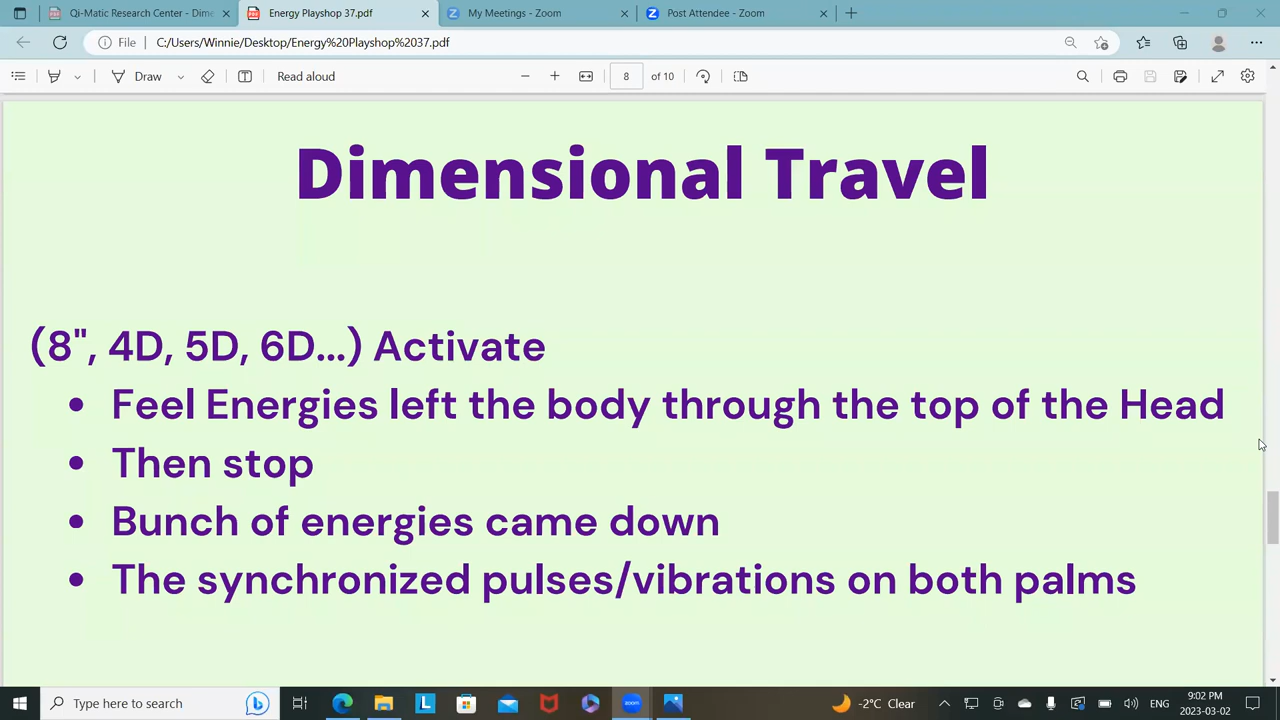 Qi-Matic Research Center - Dime
Energy Playshop 37.pdf
My Meetings - Zoom
Post Attendee - Zoom
File
C:/Users/Winnie/Desktop/Energy%20Playshop%2037.pdf
Draw
Read aloud
8
of 10
Dimensional Travel
(8", 4D, 5D, 6D...) Activate
• Feel Energies left the body through the top of the Head
• Then stop
• Bunch of energies came down
• The synchronized pulses/vibrations on both palms
Type here to search
L
zoom
-2°C Clear
ENG
9:02 PM
2023-03-02